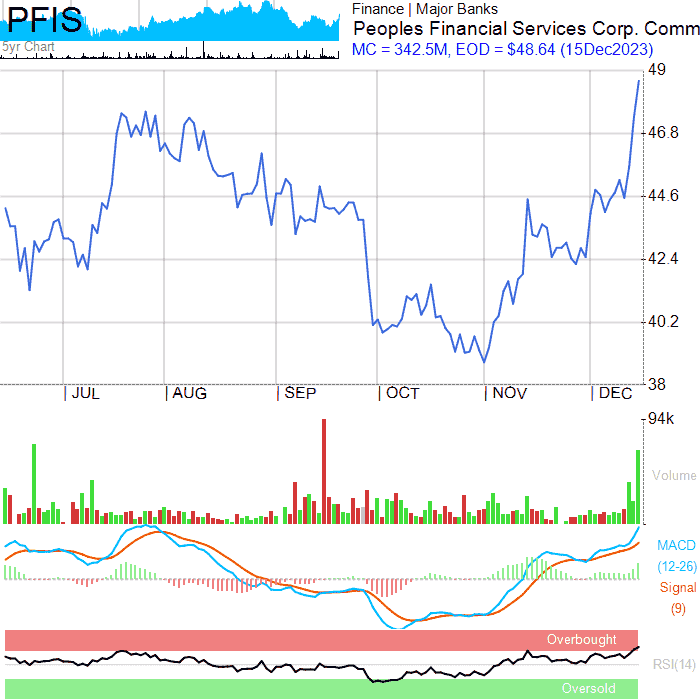 PFIS
5yr Chart
Finance | Major Banks
Peoples Financial Services Corp. Comm
MC = 342.5M, EOD = $48.64 (15Dec2023)
49
46.8
44.6
42.4
40.2
38
JUL
AUG
SEP
OCT
NOV
DEC
94k
Volume
MACD
(12-26)
Signal
(9)
Overbought
RSI(14)
Oversold